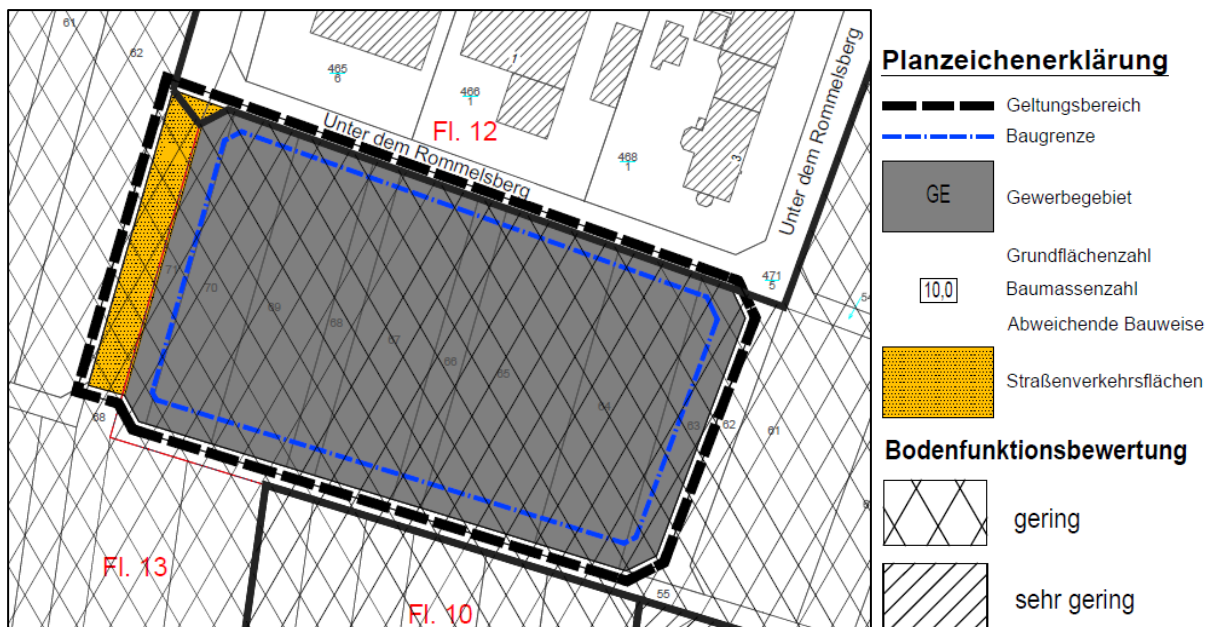 61
62
465
6
466
1
Unter dem Rommelsberg
Fl. 12
468
1
3
Unter dem Rommelsberg
471
5
54
71
70
69
68
67
66
65
64
63
62
61
68
55
Fl. 13
Fl. 10
Planzeichenerklärung
Geltungsbereich
Baugrenze
GE
Gewerbegebiet
Grundflächenzahl
10,0
Baumassenzahl
Abweichende Bauweise
Straßenverkehrsflächen
Bodenfunktionsbewertung
gering
sehr gering